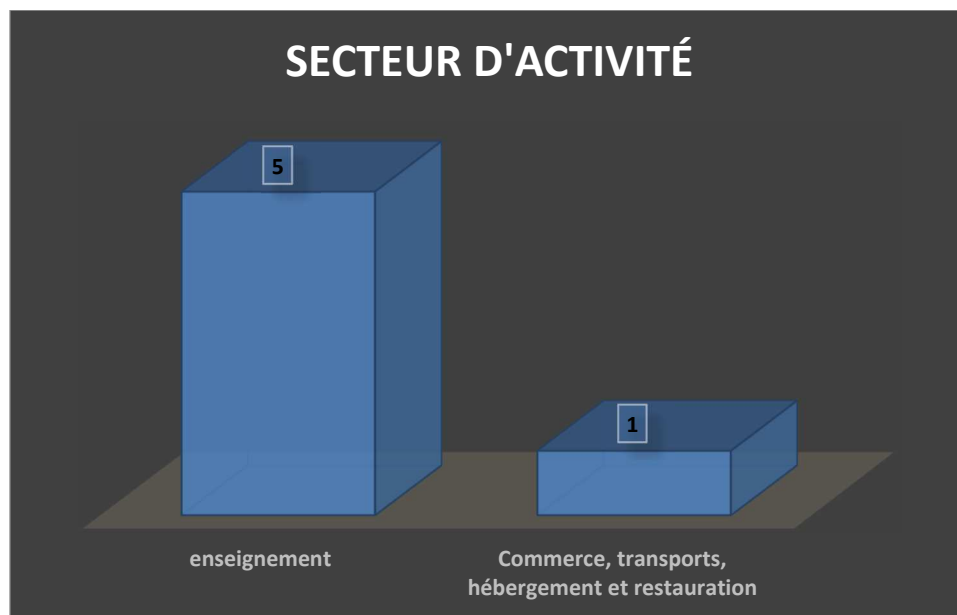 SECTEUR D'ACTIVITÉ
5
1
enseignement
Commerce, transports,
hébergement et restauration